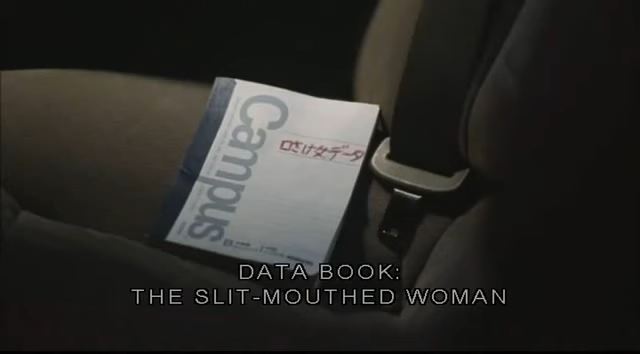 Campus
口さけ女データ
DATA BOOK:
THE SLIT-MOUTHED WOMAN